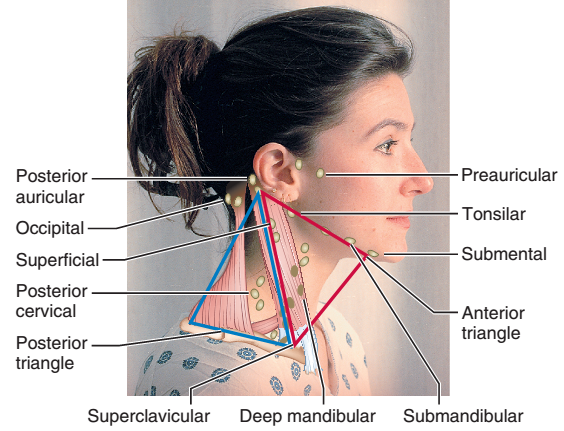 Posterior
auricular
Occipital
Superficial
Posterior
cervical
Posterior
triangle
Preauricular
Tonsilar
Submental
Anterior
triangle
Superclavicular
Deep mandibular
Submandibular